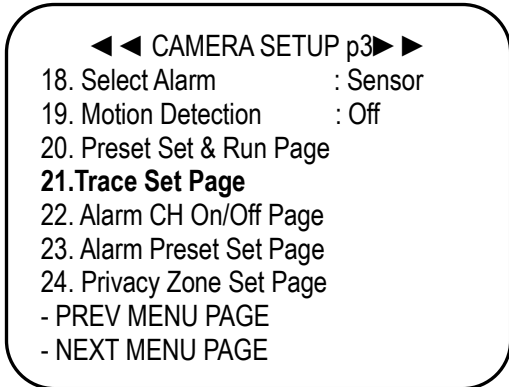 ◄ ◄ CAMERA SETUP p3► ►
18. Select Alarm : Sensor
19. Motion Detection : Off
20. Preset Set & Run Page
21.Trace Set Page
22. Alarm CH On/Off Page
23. Alarm Preset Set Page
24. Privacy Zone Set Page
- PREV MENU PAGE
- NEXT MENU PAGE